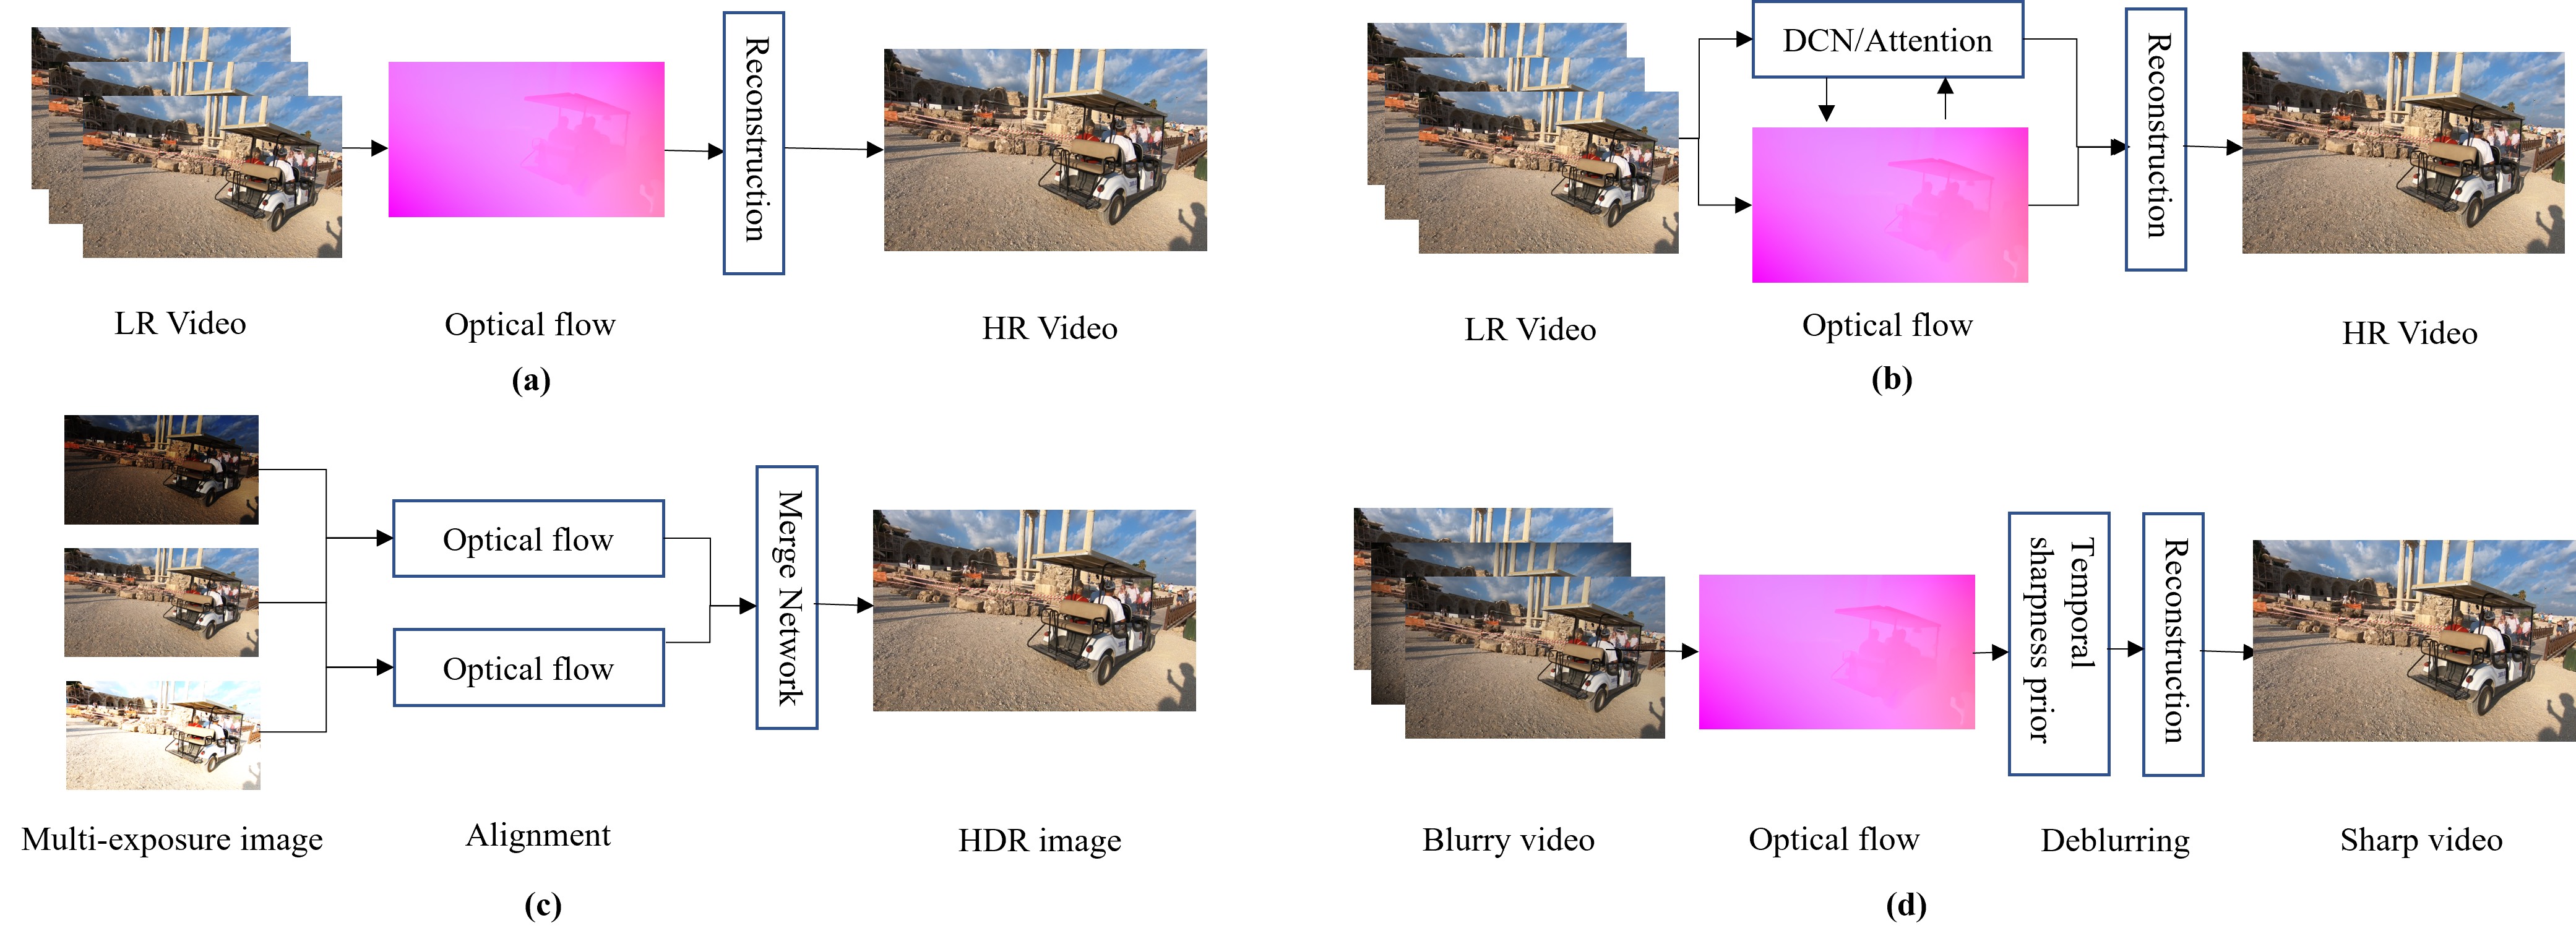 Reconstruction
LR Video
Optical flow
HR Video
(a)
DCN/Attention
Reconstruction
LR Video
Optical flow
HR Video
(b)
Optical flow
Optical flow
Merge Network
Multi-exposure image
Alignment
HDR image
(c)
Temporal
sharpness prior
Reconstruction
Blurry video
Optical flow
Deblurring
Sharp video
(d)